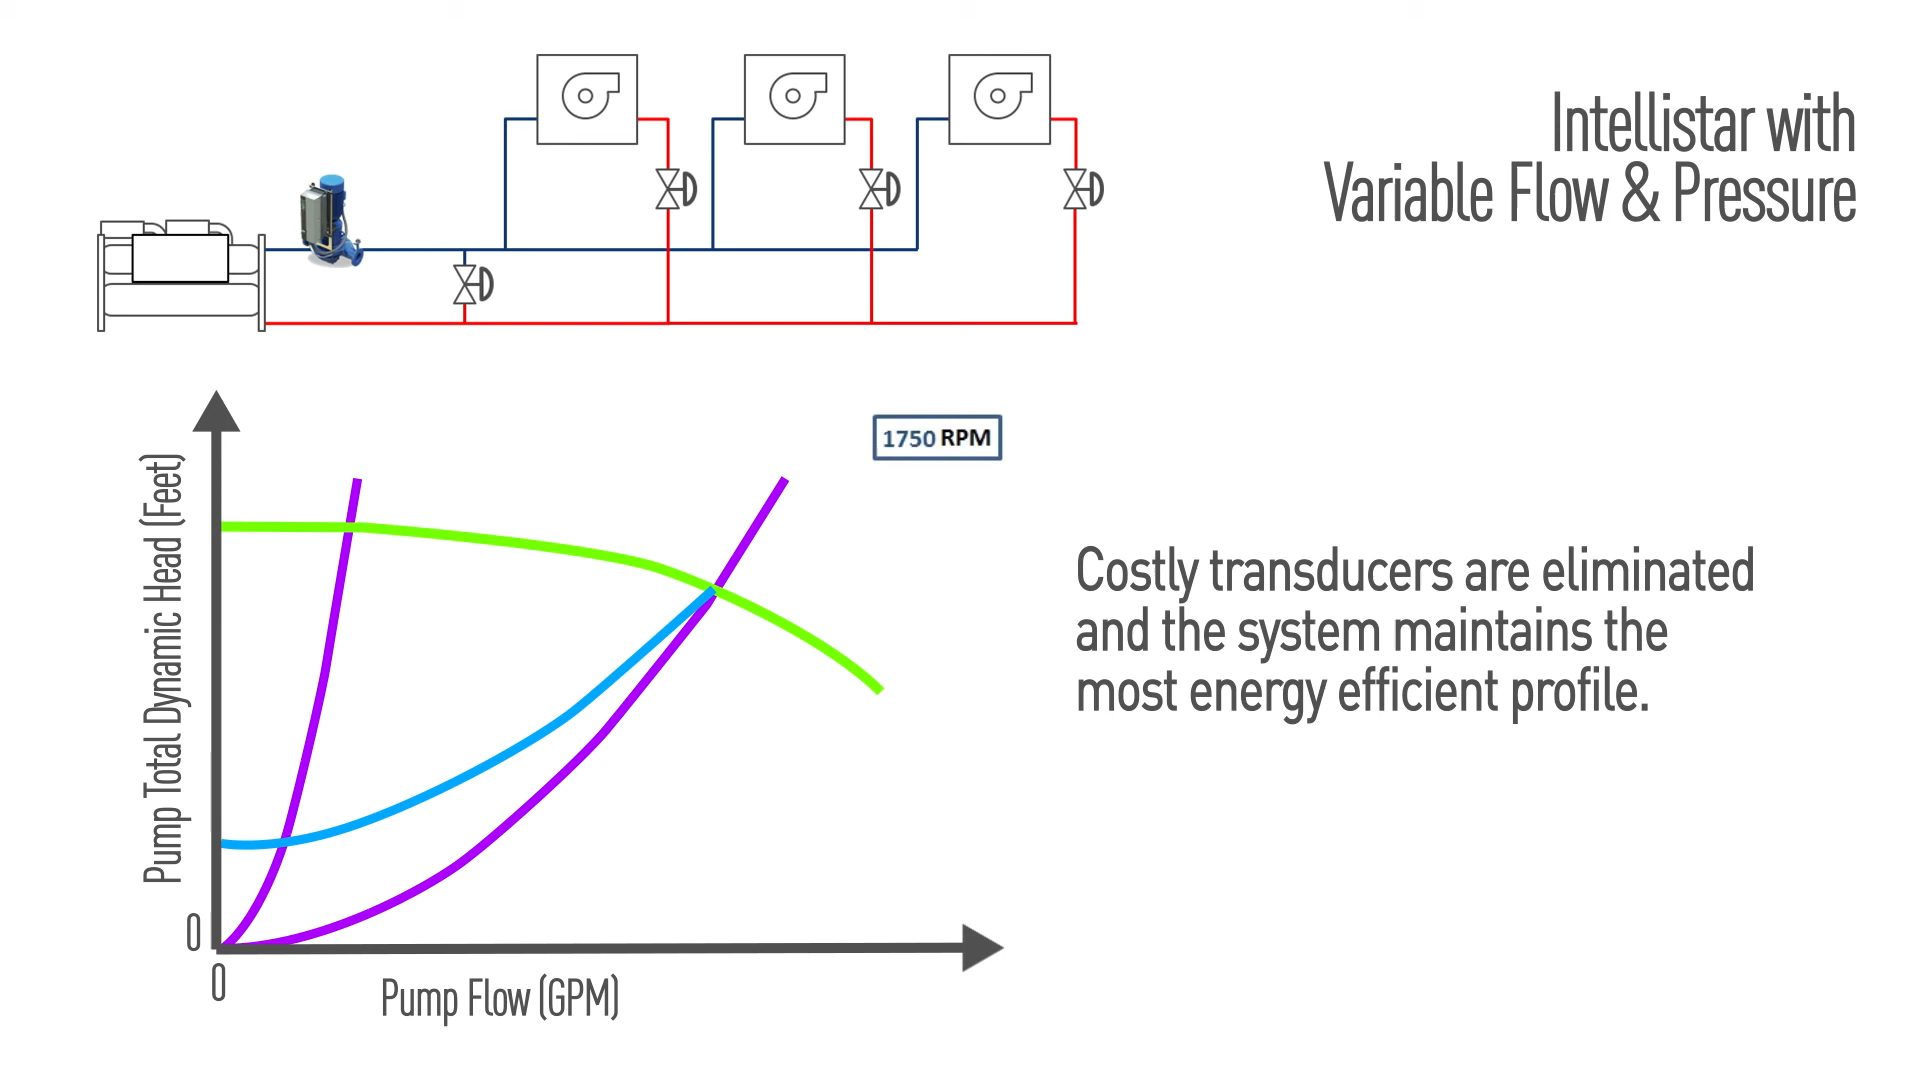 Intellistar with
Variable Flow & Pressure
1750 RPM
Pump Total Dynamic Head (Feet)
Costly transducers are eliminated
and the system maintains the
most energy efficient profile.
0
0
Pump Flow (GPM)